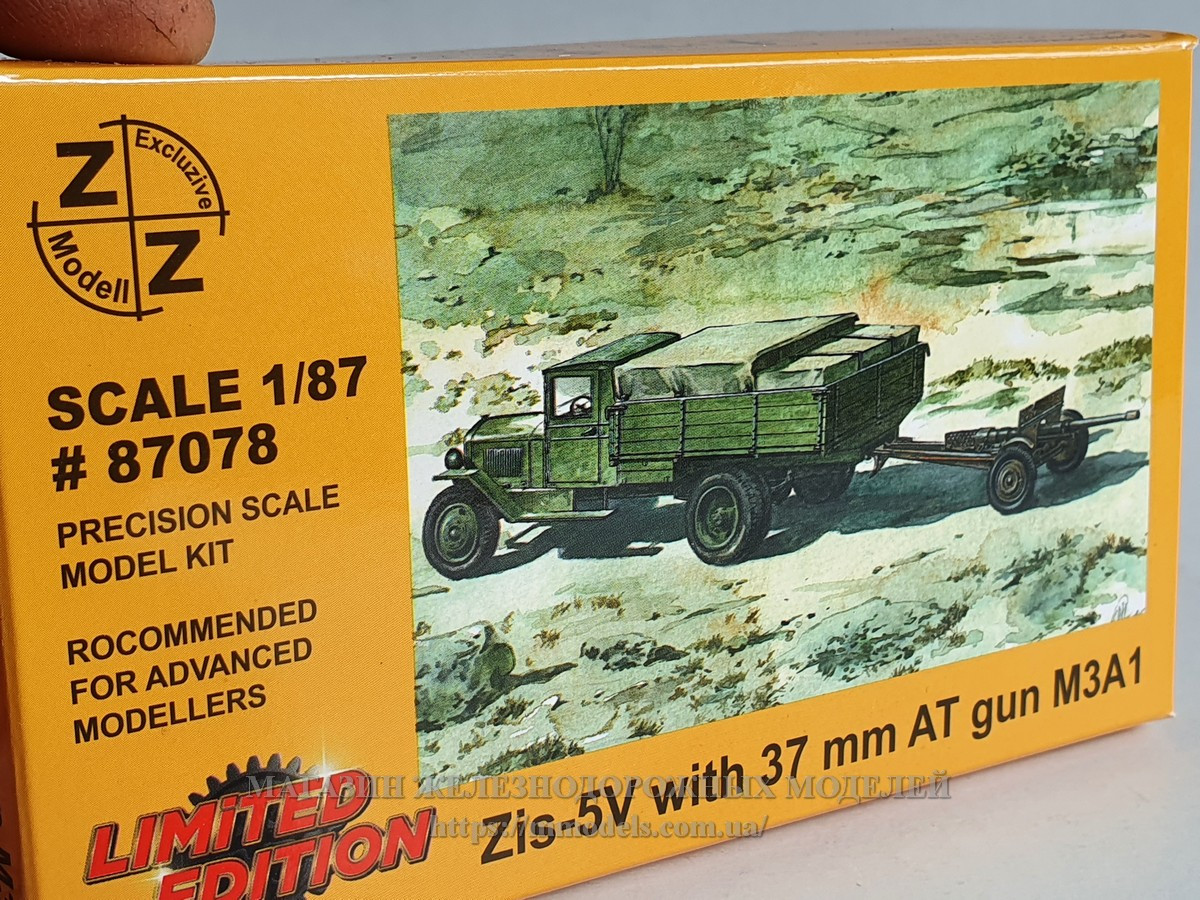 Z
Excluzive
Modell
Z
SCALE 1/87
# 87078
PRECISION SCALE
MODEL KIT
ROCOMMENDED
FOR ADVANCED
MODELLERS
LIMiTED
EDITION
Zis-5V with 37 mm AT gun M3A1
МАГАЗИН ЖЕЛЕЗНОДОРОЖНЫХ МОДЕЛЕЙ